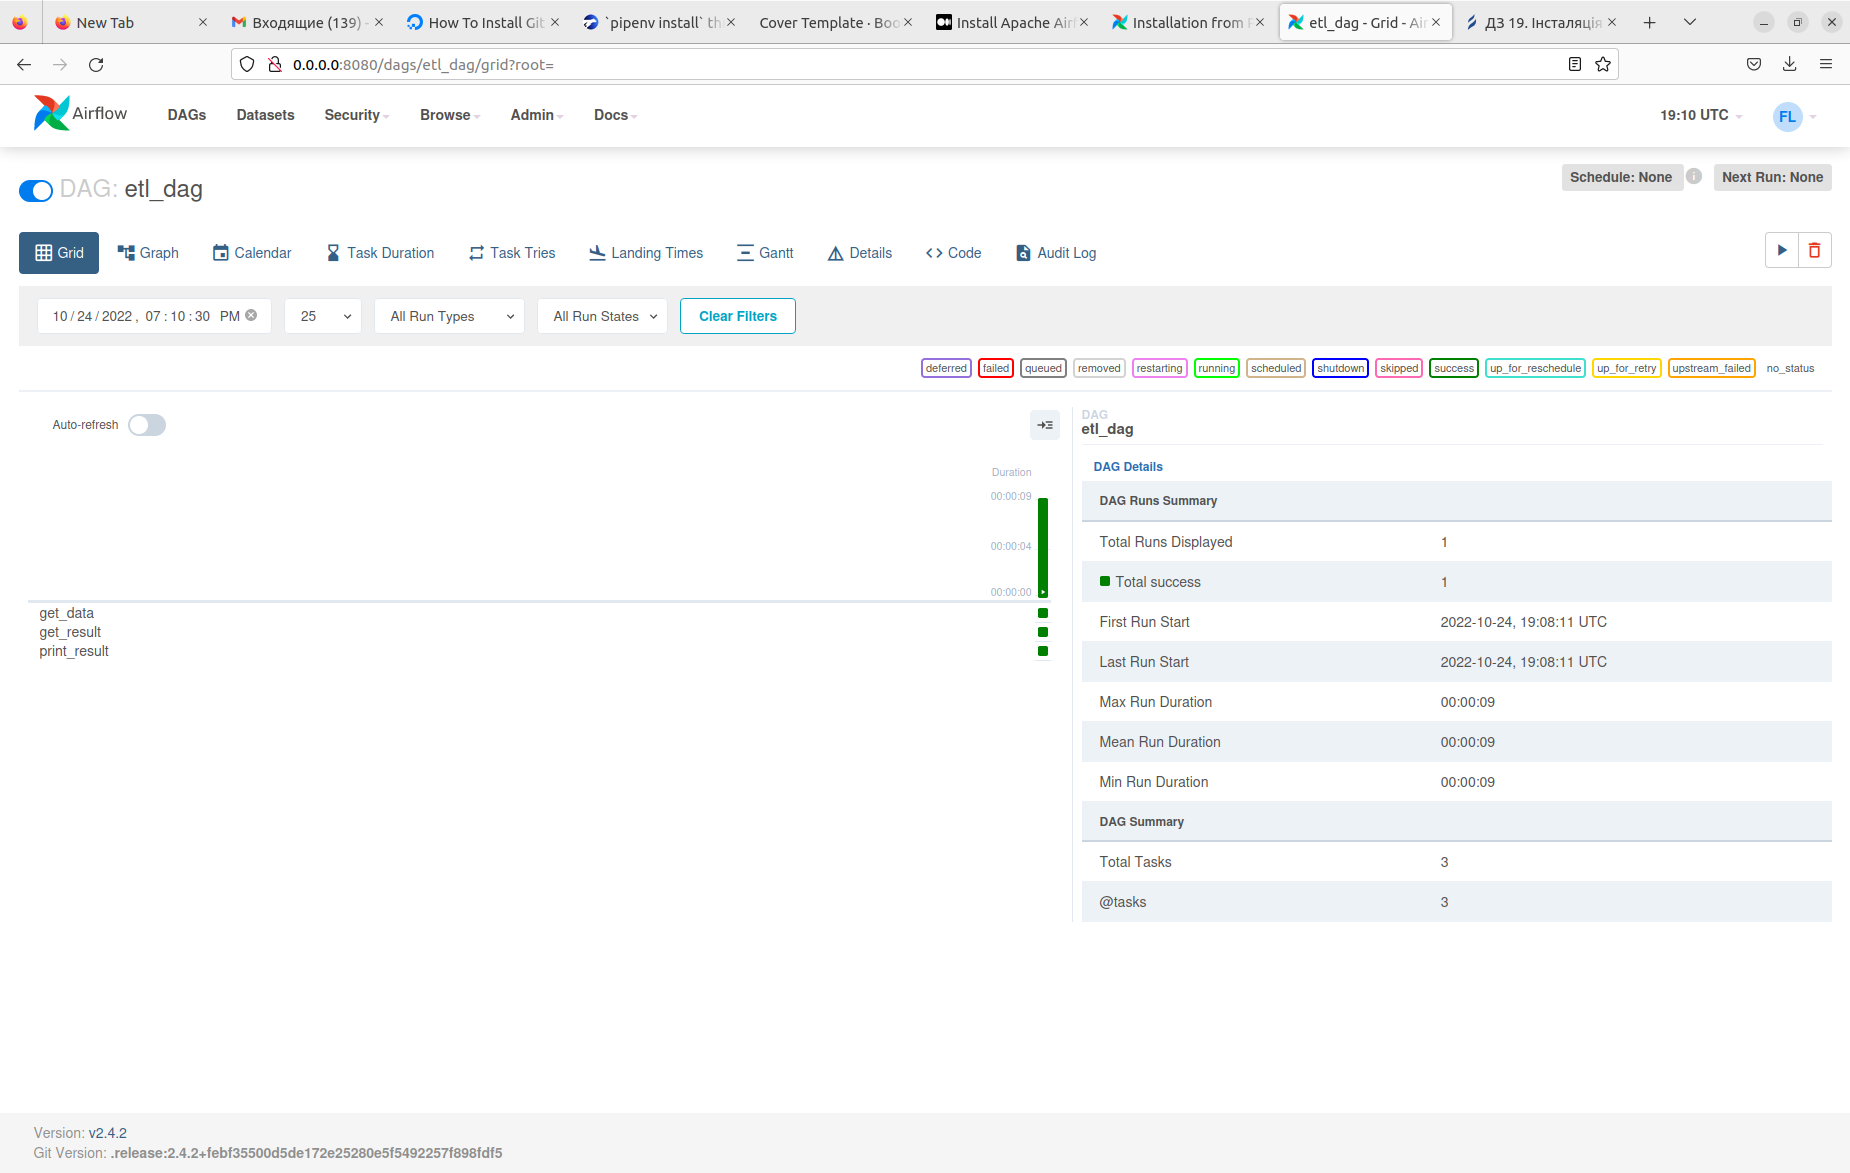 New Tab
Входящие (139) -
How To Install Git
`pipenv install` th
Cover Template · Boo
Install Apache Airf
Installation from P
etl_dag - Grid - Air
ДЗ 19. Інсталяція
0.0.0.0:8080/dags/etl_dag/grid?root=
Airflow DAGs Datasets Security Browse Admin Docs 19:10 UTC FL
DAG: etl_dag
Schedule: None i Next Run: None
Grid Graph Calendar Task Duration Task Tries Landing Times Gantt Details Code Audit Log
10 / 24 / 2022 , 07 : 10 : 30 PM 25 All Run Types All Run States Clear Filters
deferred failed queued removed restarting running scheduled shutdown skipped success up_for_reschedule up_for_retry upstream_failed no_status
Auto-refresh
Duration
00:00:09
00:00:04
00:00:00
get_data
get_result
print_result
DAG
etl_dag
DAG Details
DAG Runs Summary
Total Runs Displayed 1
Total success 1
First Run Start 2022-10-24, 19:08:11 UTC
Last Run Start 2022-10-24, 19:08:11 UTC
Max Run Duration 00:00:09
Mean Run Duration 00:00:09
Min Run Duration 00:00:09
DAG Summary
Total Tasks 3
@tasks 3
Version: v2.4.2
Git Version: .release:2.4.2+febf35500d5de172e25280e5f5492257f898fdf5